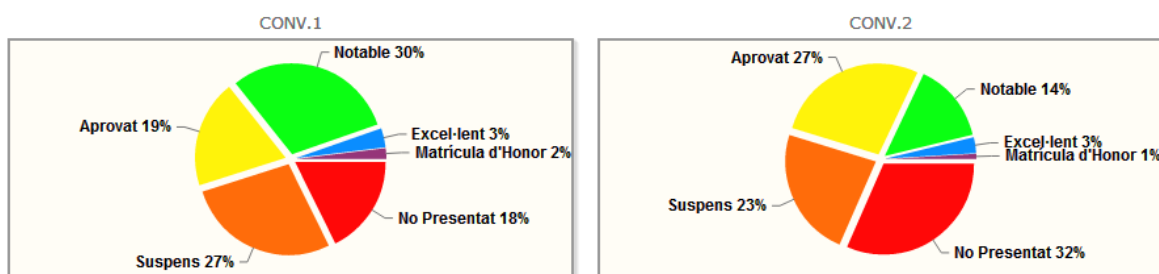 CONV.1
Notable 30%
Aprovat 19%
Excel·lent 3%
Matrícula d'Honor 2%
No Presentat 18%
Suspens 27%
CONV.2
Aprovat 27%
Notable 14%
Excel·lent 3%
Matrícula d'Honor 1%
Suspens 23%
No Presentat 32%